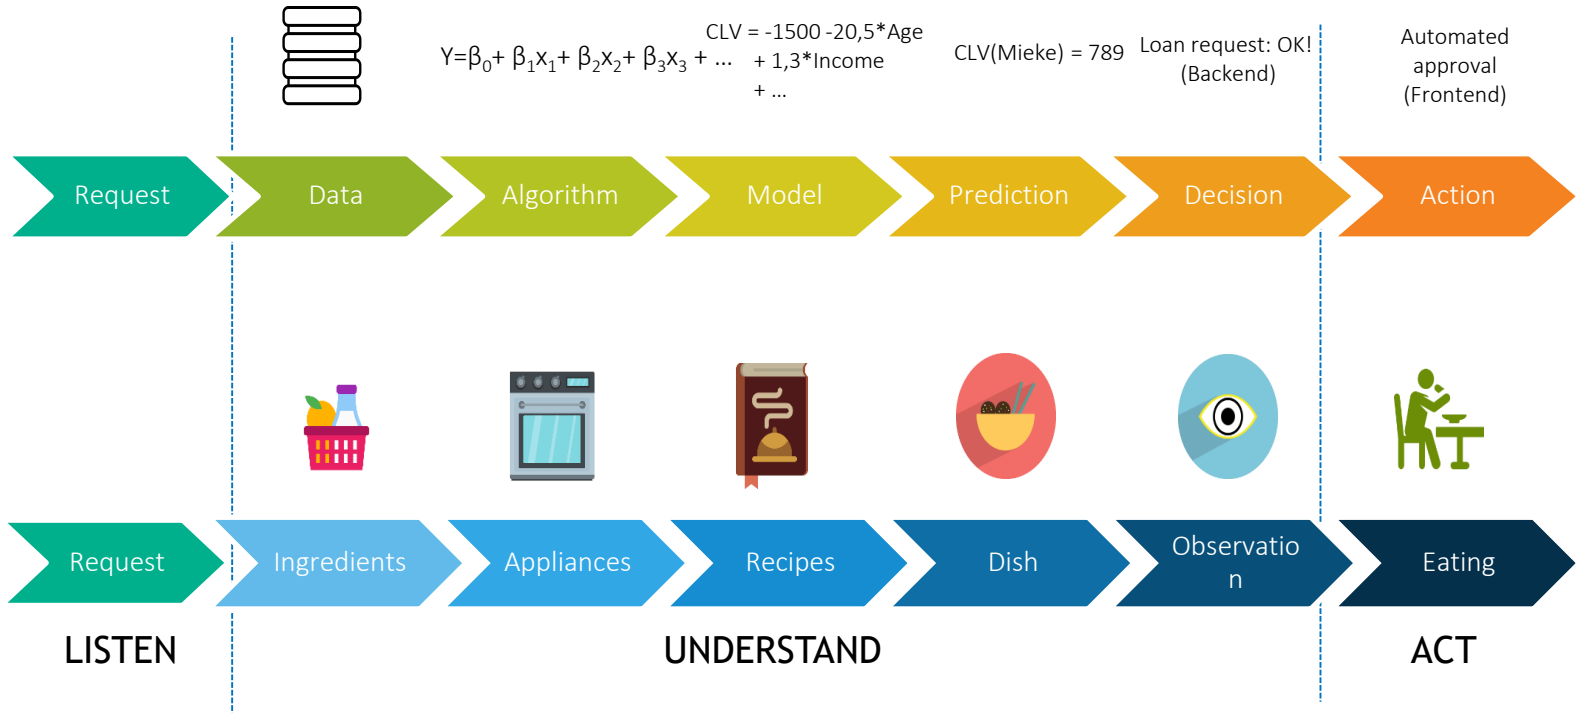 Y=β0+ β1x1+ β2x2+ β3x3 + ...
CLV = -1500 -20,5*Age
+ 1,3*Income
+ ...
CLV(Mieke) = 789
Loan request: OK!
(Backend)
Automated
approval
(Frontend)
Request
Data
Algorithm
Model
Prediction
Decision
Action
Request
Ingredients
Appliances
Recipes
Dish
Observatio
n
Eating
LISTEN
UNDERSTAND
ACT